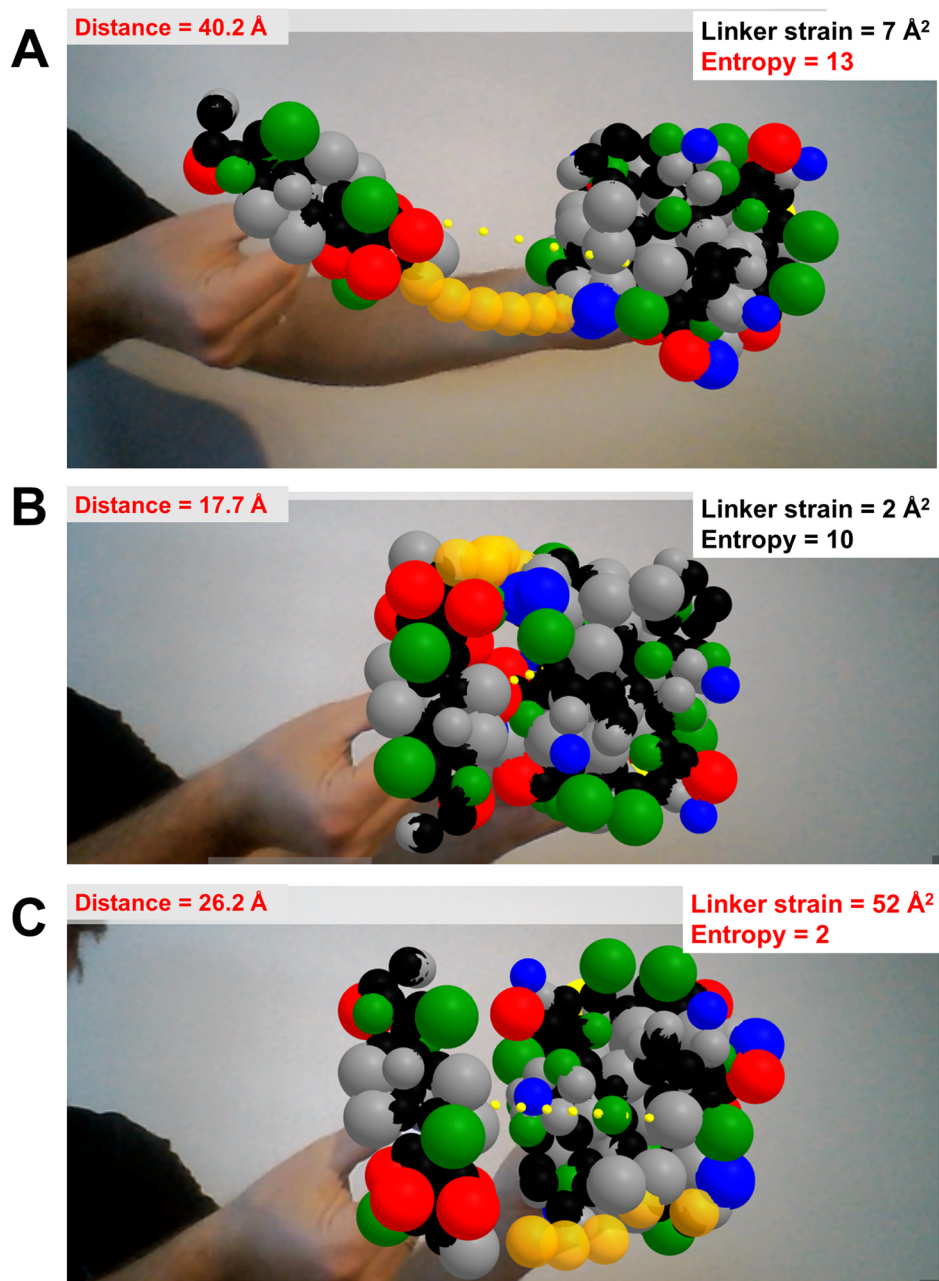 A
Distance = 40.2 Å
Linker strain = 7 Å²
Entropy = 13
B
Distance = 17.7 Å
Linker strain = 2 Å²
Entropy = 10
C
Distance = 26.2 Å
Linker strain = 52 Å²
Entropy = 2